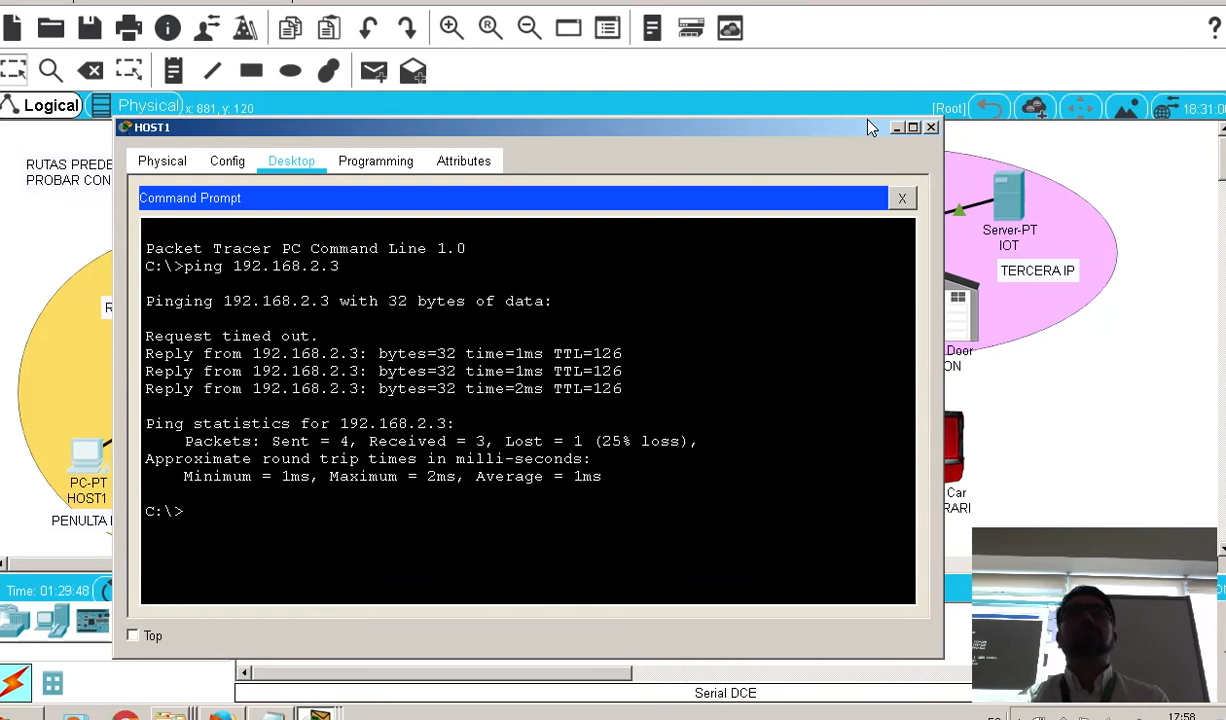 ?
Logical
Physical
x: 881, y: 120
[Root]
18:31:0
HOST1
Physical
Config
Desktop
Programming
Attributes
Command Prompt
X
Packet Tracer PC Command Line 1.0
C:\>ping 192.168.2.3
Pinging 192.168.2.3 with 32 bytes of data:
Request timed out.
Reply from 192.168.2.3: bytes=32 time=1ms TTL=126
Reply from 192.168.2.3: bytes=32 time=1ms TTL=126
Reply from 192.168.2.3: bytes=32 time=2ms TTL=126
Ping statistics for 192.168.2.3:
Packets: Sent = 4, Received = 3, Lost = 1 (25% loss),
Approximate round trip times in milli-seconds:
Minimum = 1ms, Maximum = 2ms, Average = 1ms
C:\>
Top
RUTAS PREDE
PROBAR CON
R
PC-PT
HOST1
PENULTA
Server-PT
IOT
TERCERA IP
Door
ON
Car
RARI
Time: 01:29:48
Serial DCE
17:58